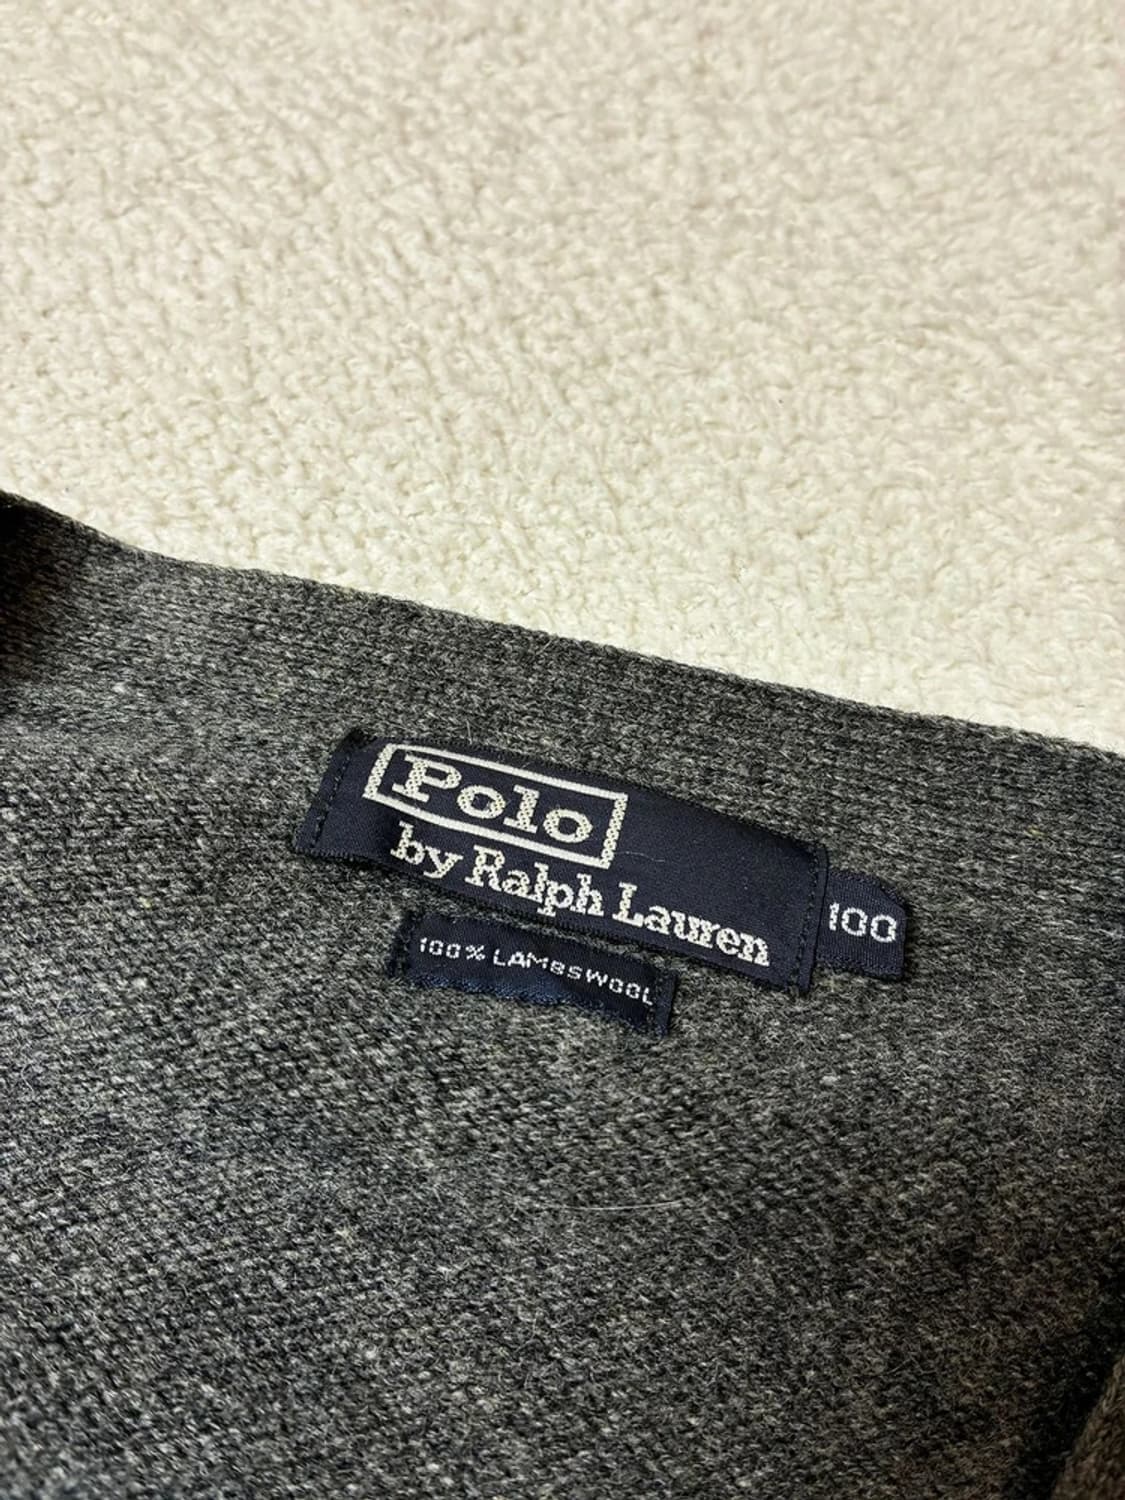 Polo
by Ralph Lauren
100
100% LAMBSWOOL